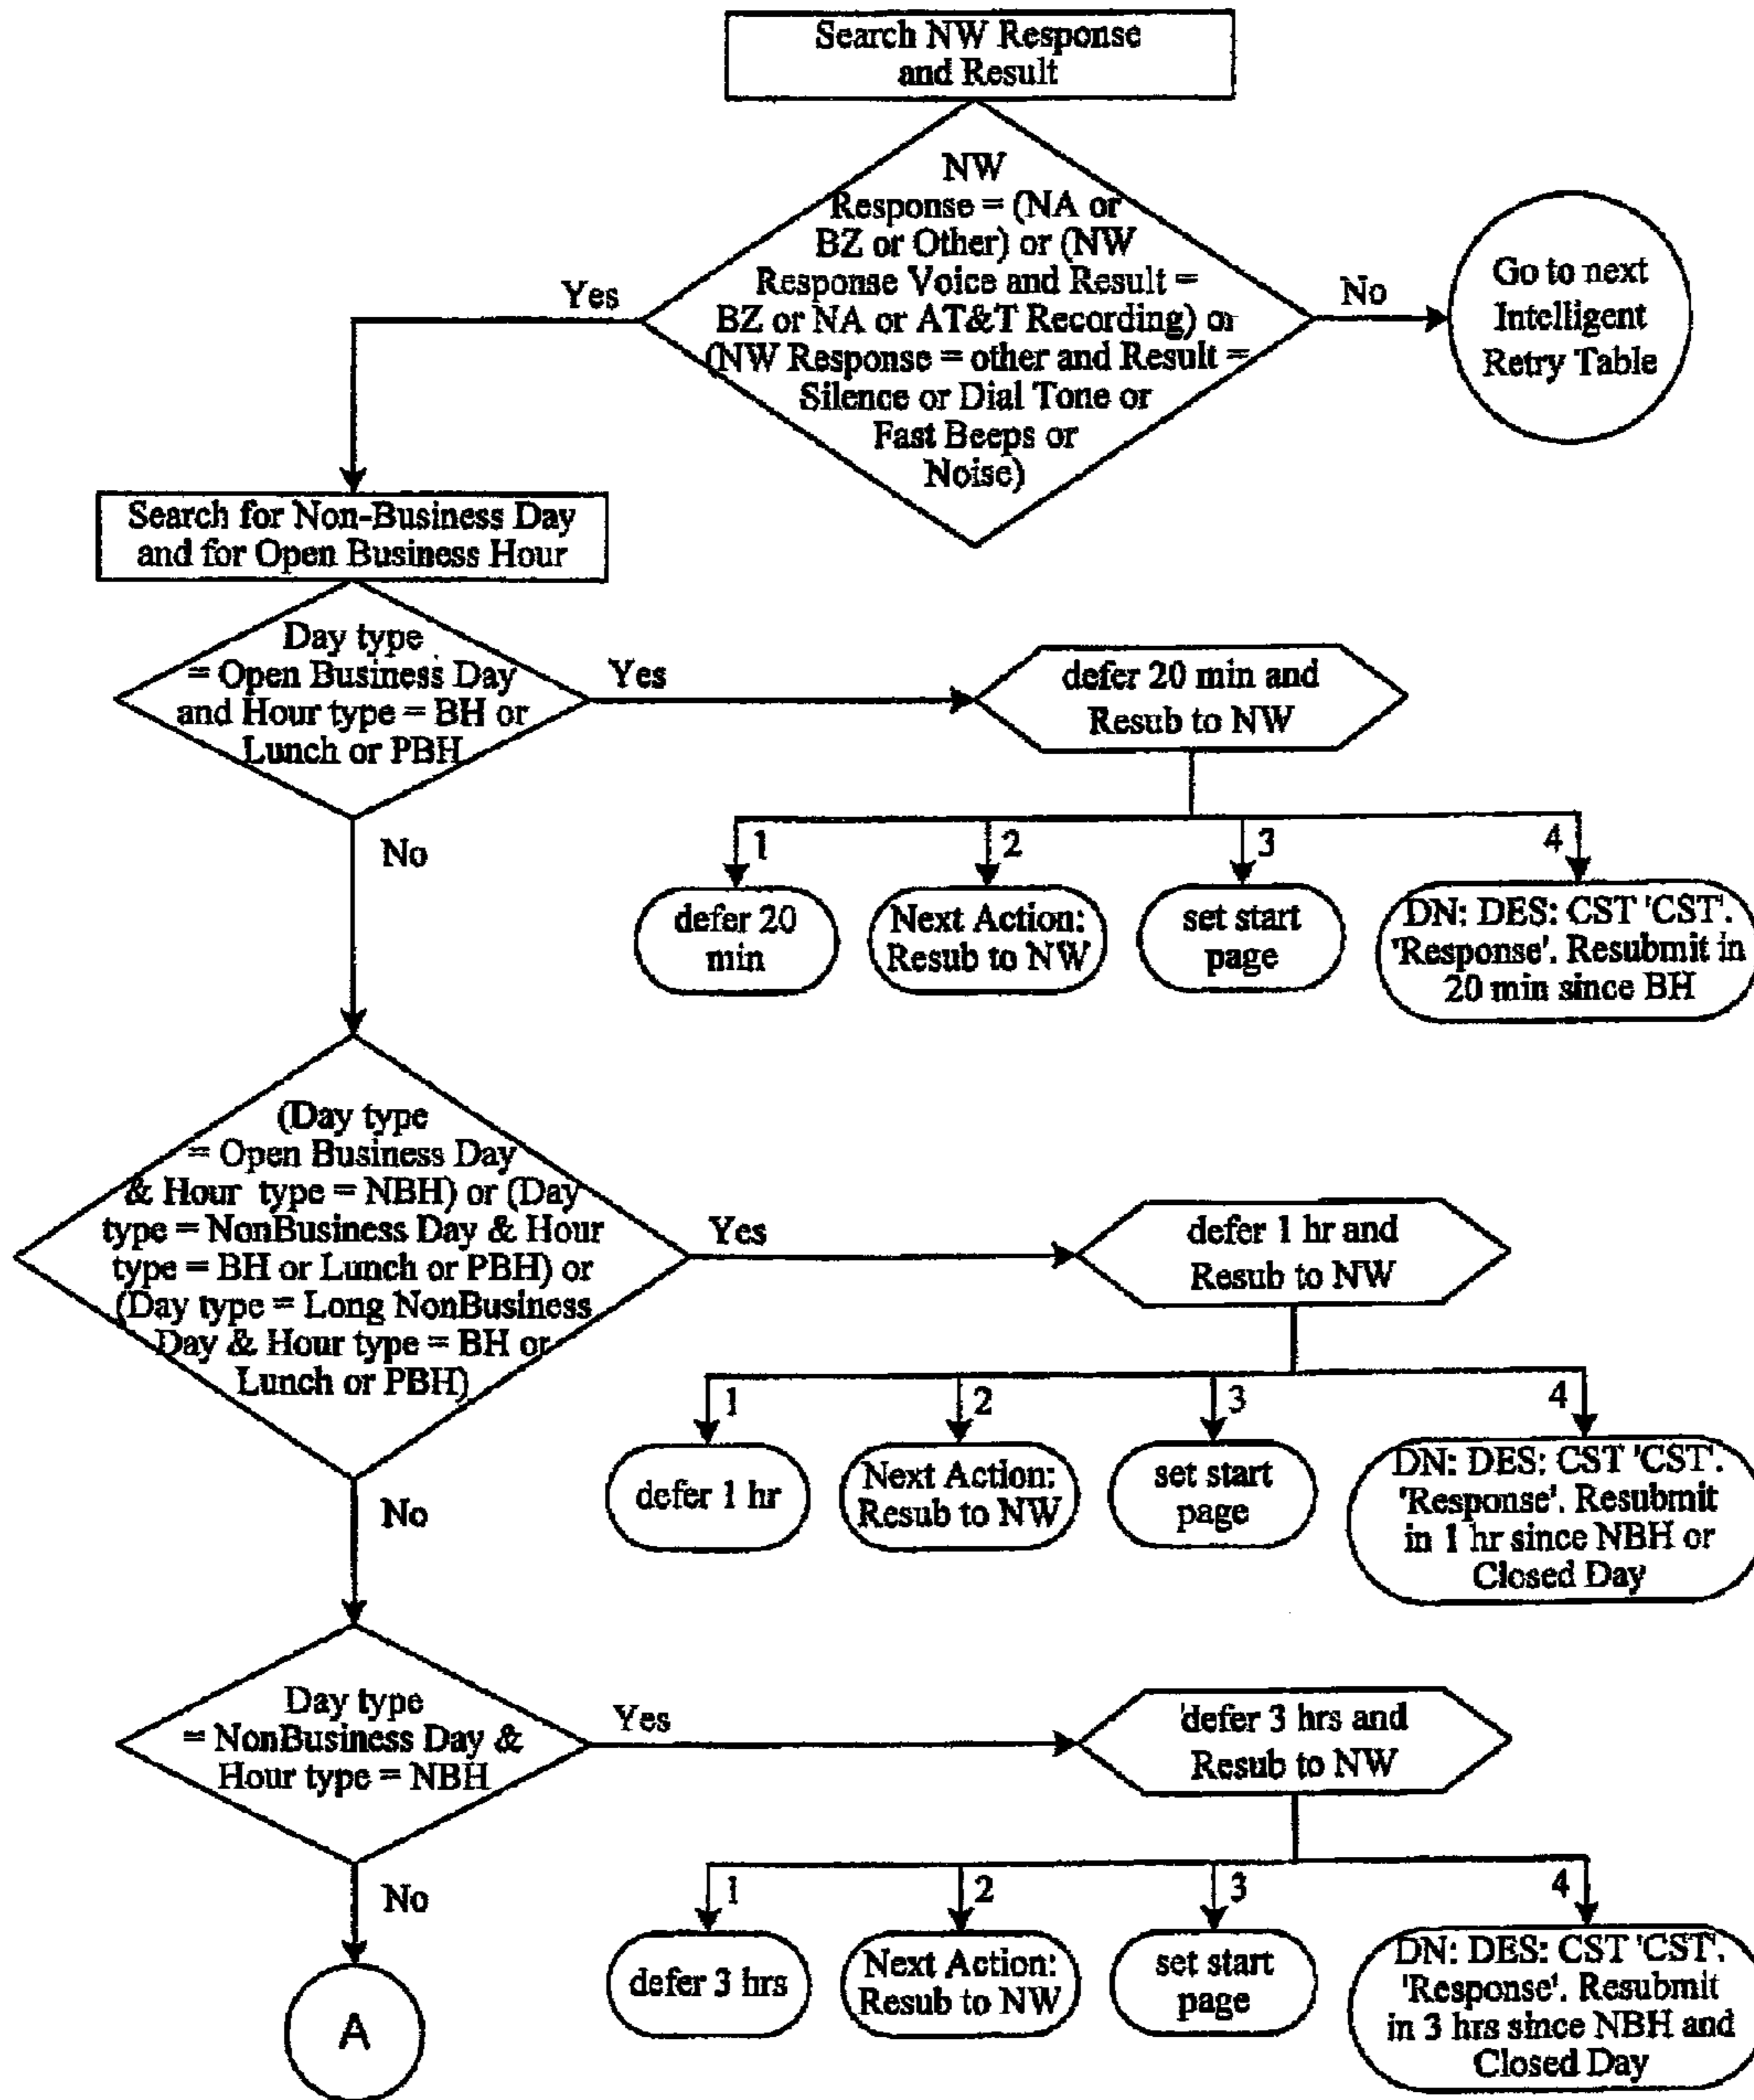 Search NW Response
and Result
NW
Response = (NA or
BZ or Other) or (NW
Response Voice and Result =
BZ or NA or AT&T Recording) or
(NW Response = other and Result =
Silence or Dial Tone or
Fast Beeps or
Noise)
Yes
No
Go to next
Intelligent
Retry Table
Search for Non-Business Day
and for Open Business Hour
Day type
= Open Business Day
and Hour type = BH or
Lunch or PBH
Yes
defer 20 min and
Resub to NW
No
1
2
3
4
defer 20
min
Next Action:
Resub to NW
set start
page
DN: DES: CST 'CST'.
'Response'. Resubmit in
20 min since BH
(Day type
= Open Business Day
& Hour type = NBH) or (Day
type = NonBusiness Day & Hour
type = BH or Lunch or PBH) or
(Day type = Long NonBusiness
Day & Hour type = BH or
Lunch or PBH)
Yes
defer 1 hr and
Resub to NW
No
1
2
3
4
defer 1 hr
Next Action:
Resub to NW
set start
page
DN: DES: CST 'CST'.
'Response'. Resubmit
in 1 hr since NBH or
Closed Day
Day type
= NonBusiness Day &
Hour type = NBH
Yes
defer 3 hrs and
Resub to NW
No
1
2
3
4
defer 3 hrs
Next Action:
Resub to NW
set start
page
DN: DES: CST 'CST'.
'Response'. Resubmit
in 3 hrs since NBH and
Closed Day
A